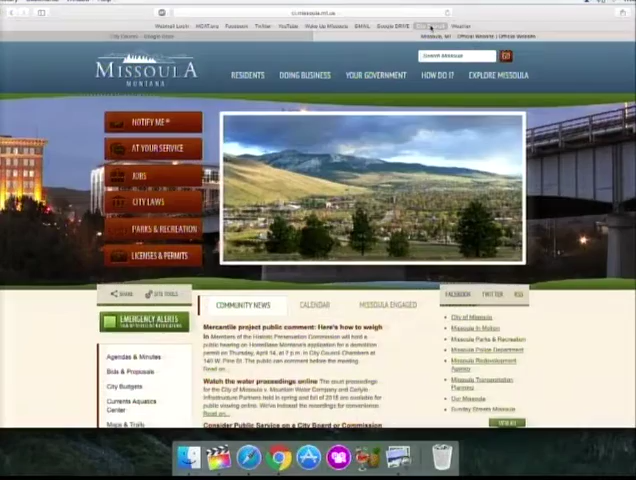 ci.missoula.mt.us
Facebook Twitter YouTube Wake Up Missoula EMAIL Google DRIVE Weather
Missoula, MT - Official Website | Official Website
Search Missoula GO
MISSOULA
MONTANA
RESIDENTS DOING BUSINESS YOUR GOVERNMENT HOW DO I? EXPLORE MISSOULA
NOTIFY ME®
AT YOUR SERVICE
JOBS
CITY LAWS
PARKS & RECREATION
LICENSES & PERMITS
SHARE SITE TOOLS
EMERGENCY ALERTS
Agendas & Minutes
Bids & Proposals
City Budgets
Currents Aquatics
Center
Maps & Trails
COMMUNITY NEWS CALENDAR MISSOULA ENGAGED
Mercantile project public comment: Here's how to weigh
in Members of the Historic Preservation Commission will hold a
public hearing on HomeBase Montana's application for a demolition
permit on Thursday, April 14, at 7 p.m. in City Council Chambers at
140 W. Pine St. The public can comment before the meeting.
Read on...
Watch the water proceedings online The court proceedings
for the City of Missoula v. Mountain Water Company and Carlyle
Infrastructure Partners held in spring and fall of 2015 are available for
public viewing online. We've indexed the recordings for convenience.
Read on...
Consider Public Service on a City Board or Commission
FACEBOOK TWITTER RSS
City of Missoula
Missoula In Motion
Missoula Parks & Recreation
Missoula Police Department
Missoula Redevelopment
Agency
Missoula Transportation
Planning
Our Missoula
Sunday Streets Missoula
VIEW ALL